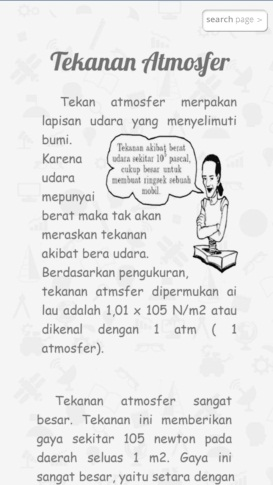 search page >
Tekanan Atmosfer
Tekan atmosfer merpakan
lapisan udara yang menyelimuti
bumi.
Karena
udara
mepunyai
Tekanan akibat berat
udara sekitar 10⁵ pascal,
cukup besar untuk
membuat ringsek sebuah
mobil.
berat maka tak akan
meraskan tekanan
akibat bera udara.
Berdasarkan pengukuran,
tekanan atmsfer dipermukan ai
lau adalah 1,01 x 105 N/m2 atau
dikenal dengan 1 atm ( 1
atmosfer).
Tekanan atmosfer sangat
besar. Tekanan ini memberikan
gaya sekitar 105 newton pada
daerah seluas 1 m2. Gaya ini
sangat besar, yaitu setara dengan